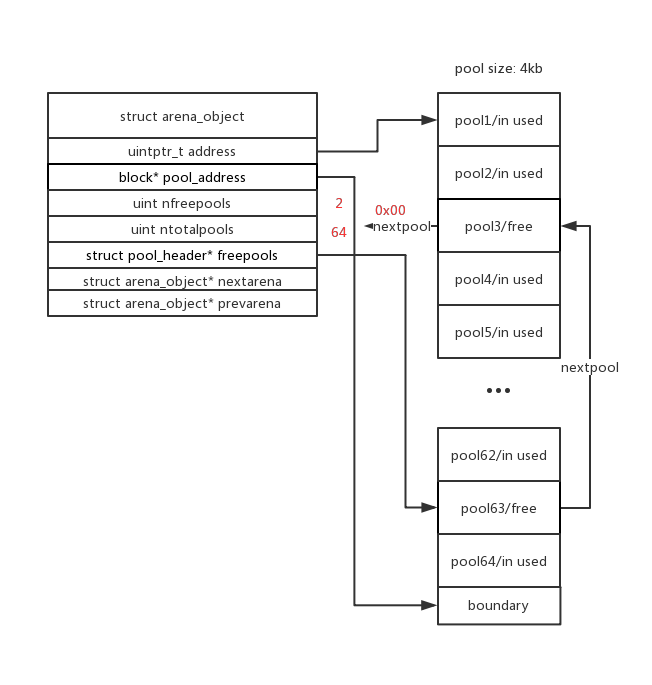 pool size: 4kb
struct arena_object
uintptr_t address
block* pool_address
uint nfreepools
2
uint ntotalpools
64
struct pool_header* freepools
struct arena_object* nextarena
struct arena_object* prevarena
pool1/in used
pool2/in used
0x00
nextpool
pool3/free
pool4/in used
pool5/in used
nextpool
•••
pool62/in used
pool63/free
pool64/in used
boundary